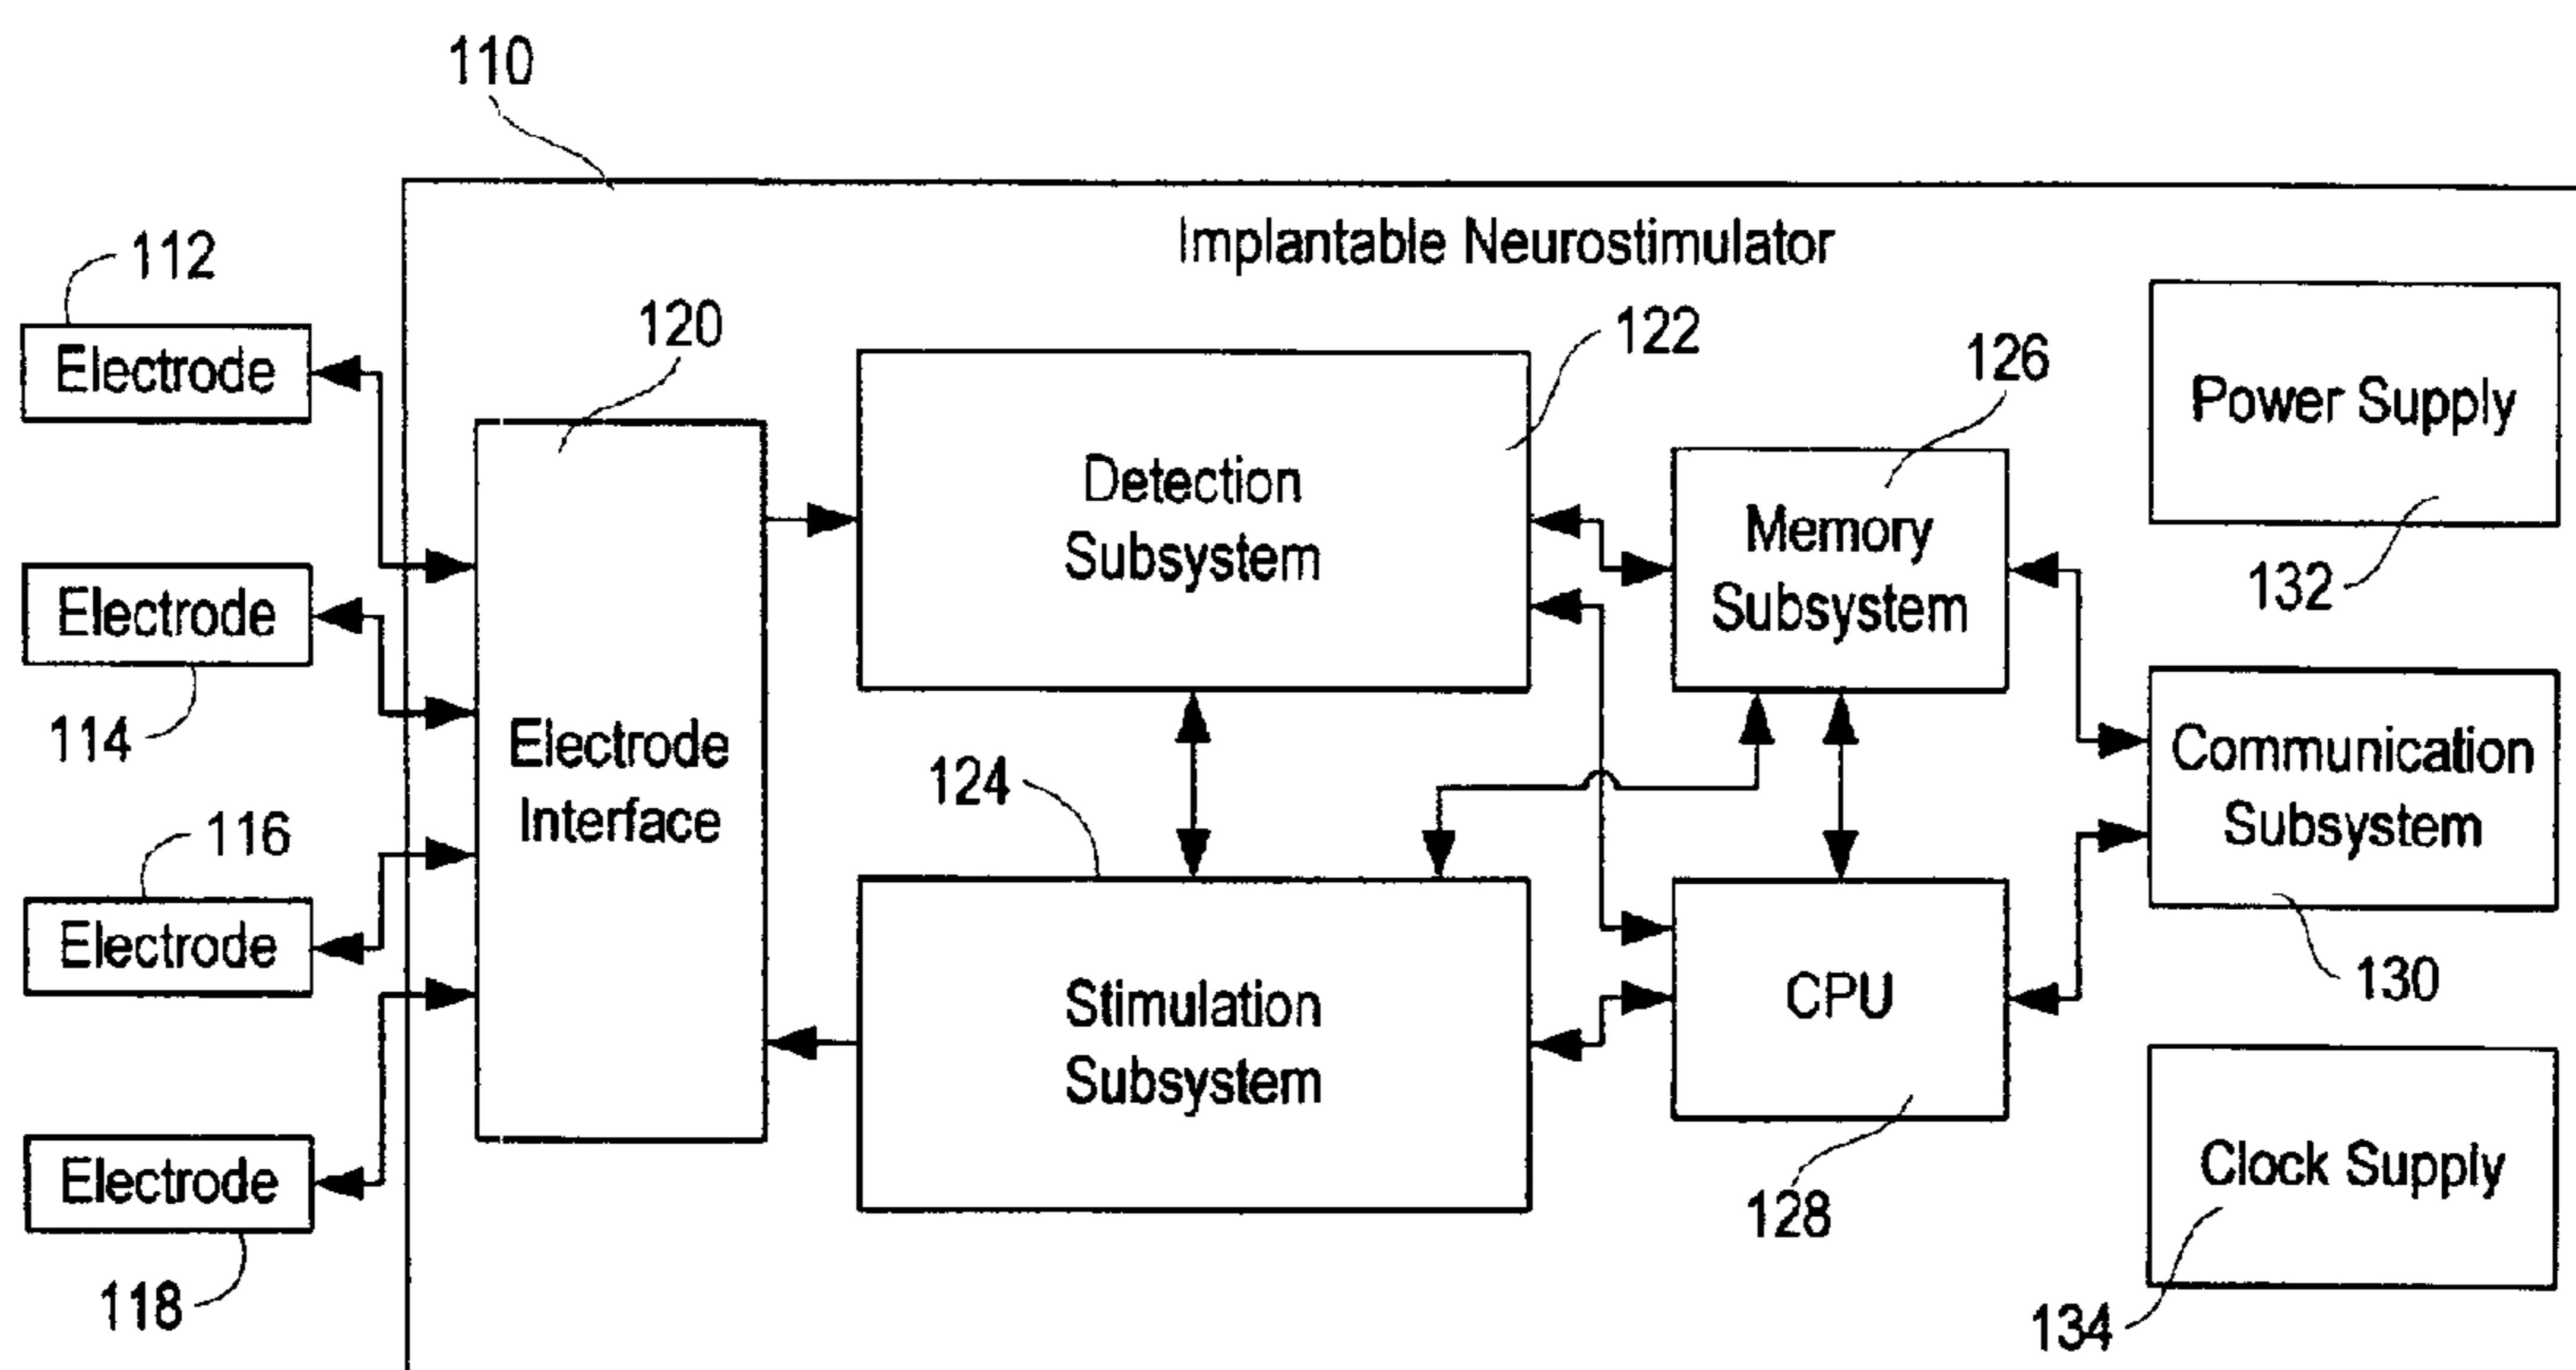 110
Implantable Neurostimulator
112
Electrode
120
122
126
Power Supply
132
Detection
Subsystem
Memory
Subsystem
Electrode
114
Electrode
Interface
124
Communication
Subsystem
130
116
Electrode
Stimulation
Subsystem
CPU
128
Electrode
118
Clock Supply
134